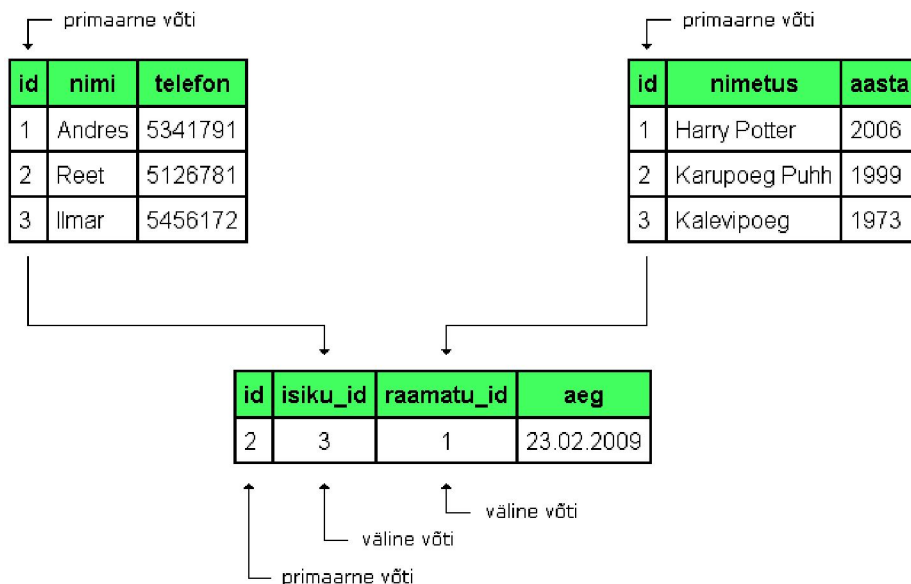 primaarne võti
primaarne võti
id nimi telefon
1 Andres 5341791
2 Reet 5126781
3 Ilmar 5456172
id nimetus aasta
1 Harry Potter 2006
2 Karupoeg Puhh 1999
3 Kalevipoeg 1973
id isiku_id raamatu_id aeg
2 3 1 23.02.2009
väline võti
väline võti
primaarne võti